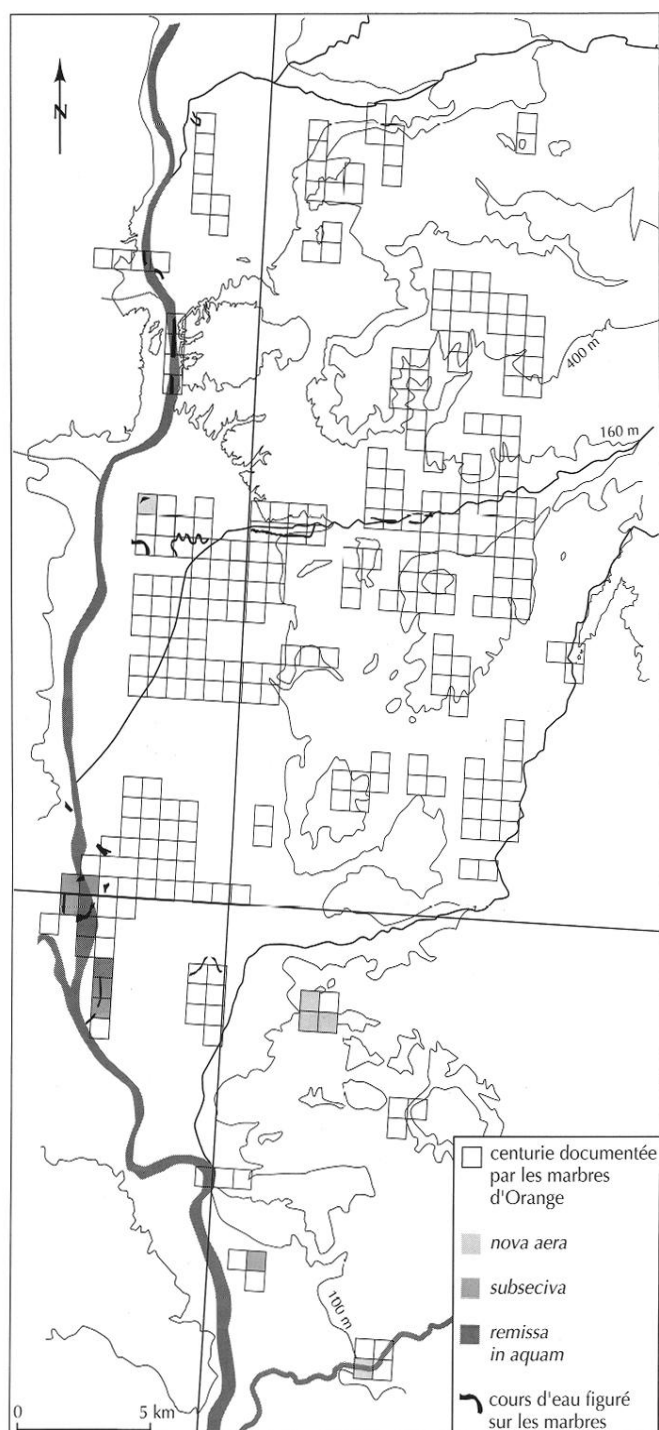 N
400 m
160 m
100 m
centurie documentée
par les marbres
d'Orange
nova aera
subseciva
remissa
in aquam
cours d'eau figuré
sur les marbres
0 5 km